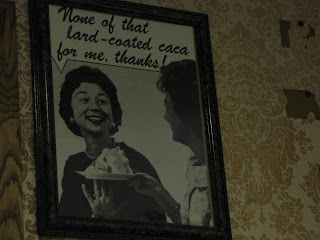 None of that
lard-coated caca
for me, thanks!